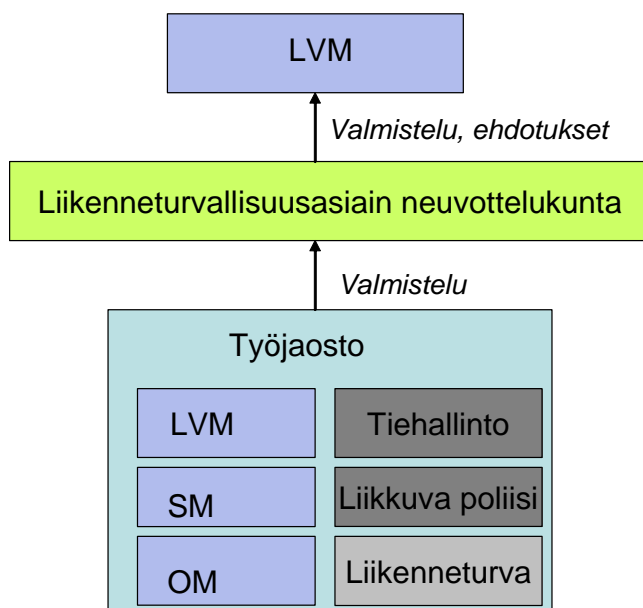 LVM
Valmistelu, ehdotukset
Liikenneturvallisuusasiain neuvottelukunta
Valmistelu
Työjaosto
LVM
Tiehallinto
SM
Liikkuva poliisi
OM
Liikenneturva